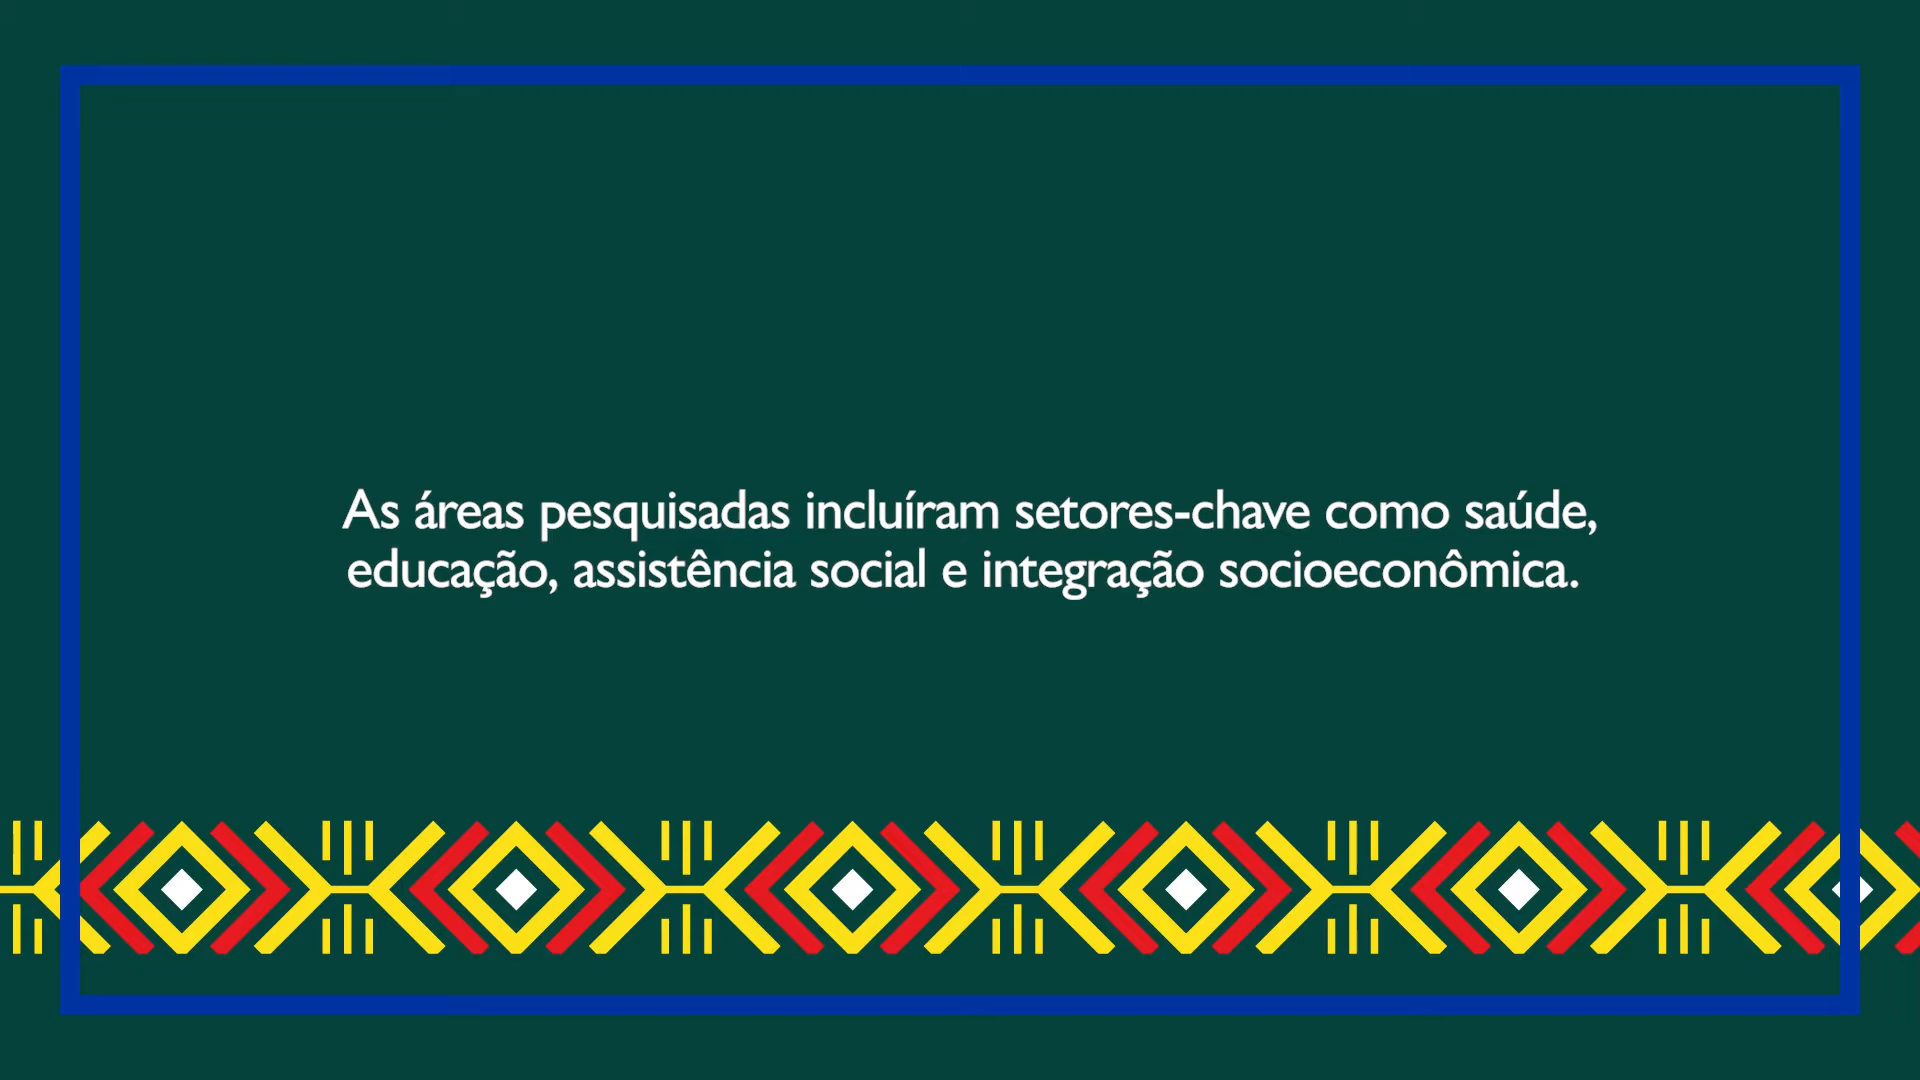 As áreas pesquisadas incluíram setores-chave como saúde,
educação, assistência social e integração socioeconômica.